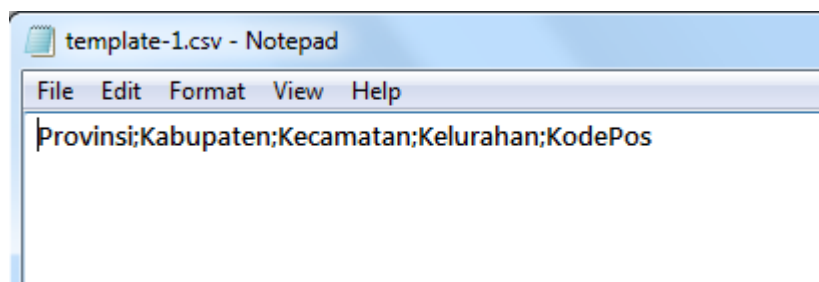 template-1.csv - Notepad
File Edit Format View Help
Provinsi;Kabupaten;Kecamatan;Kelurahan;KodePos